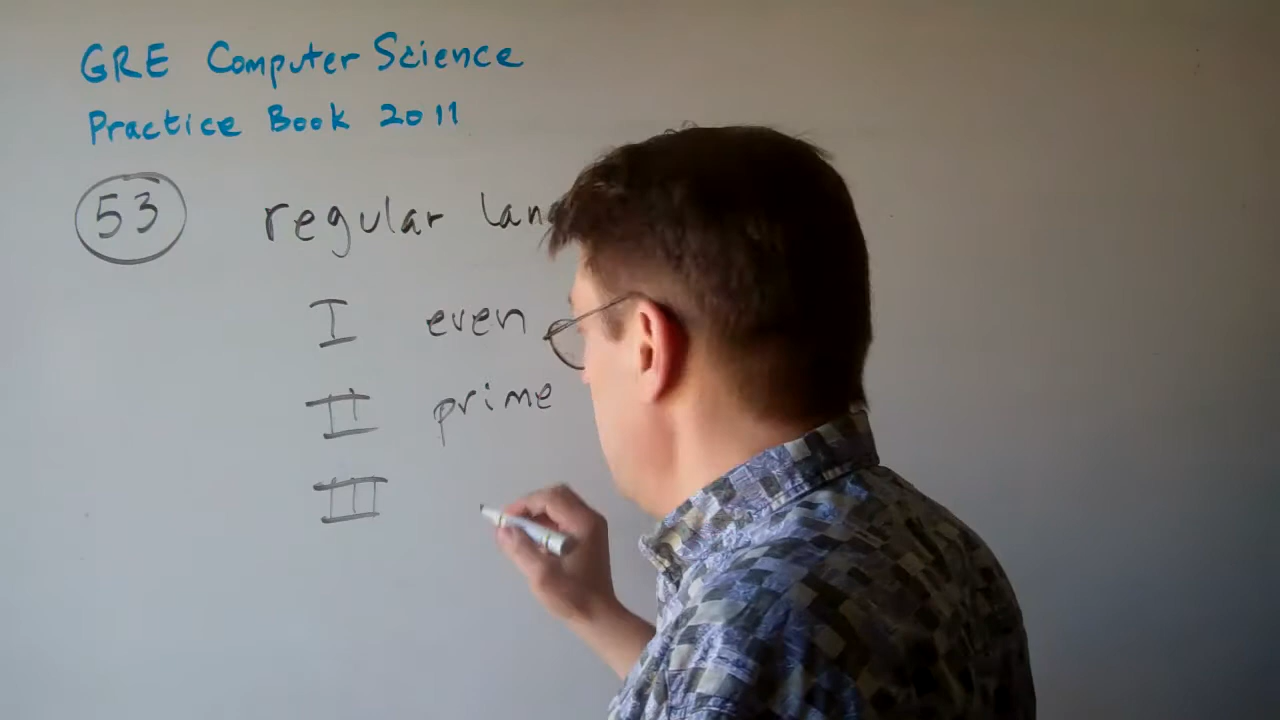 GRE Computer Science
Practice Book 2011
53 regular
I even
II prime
III